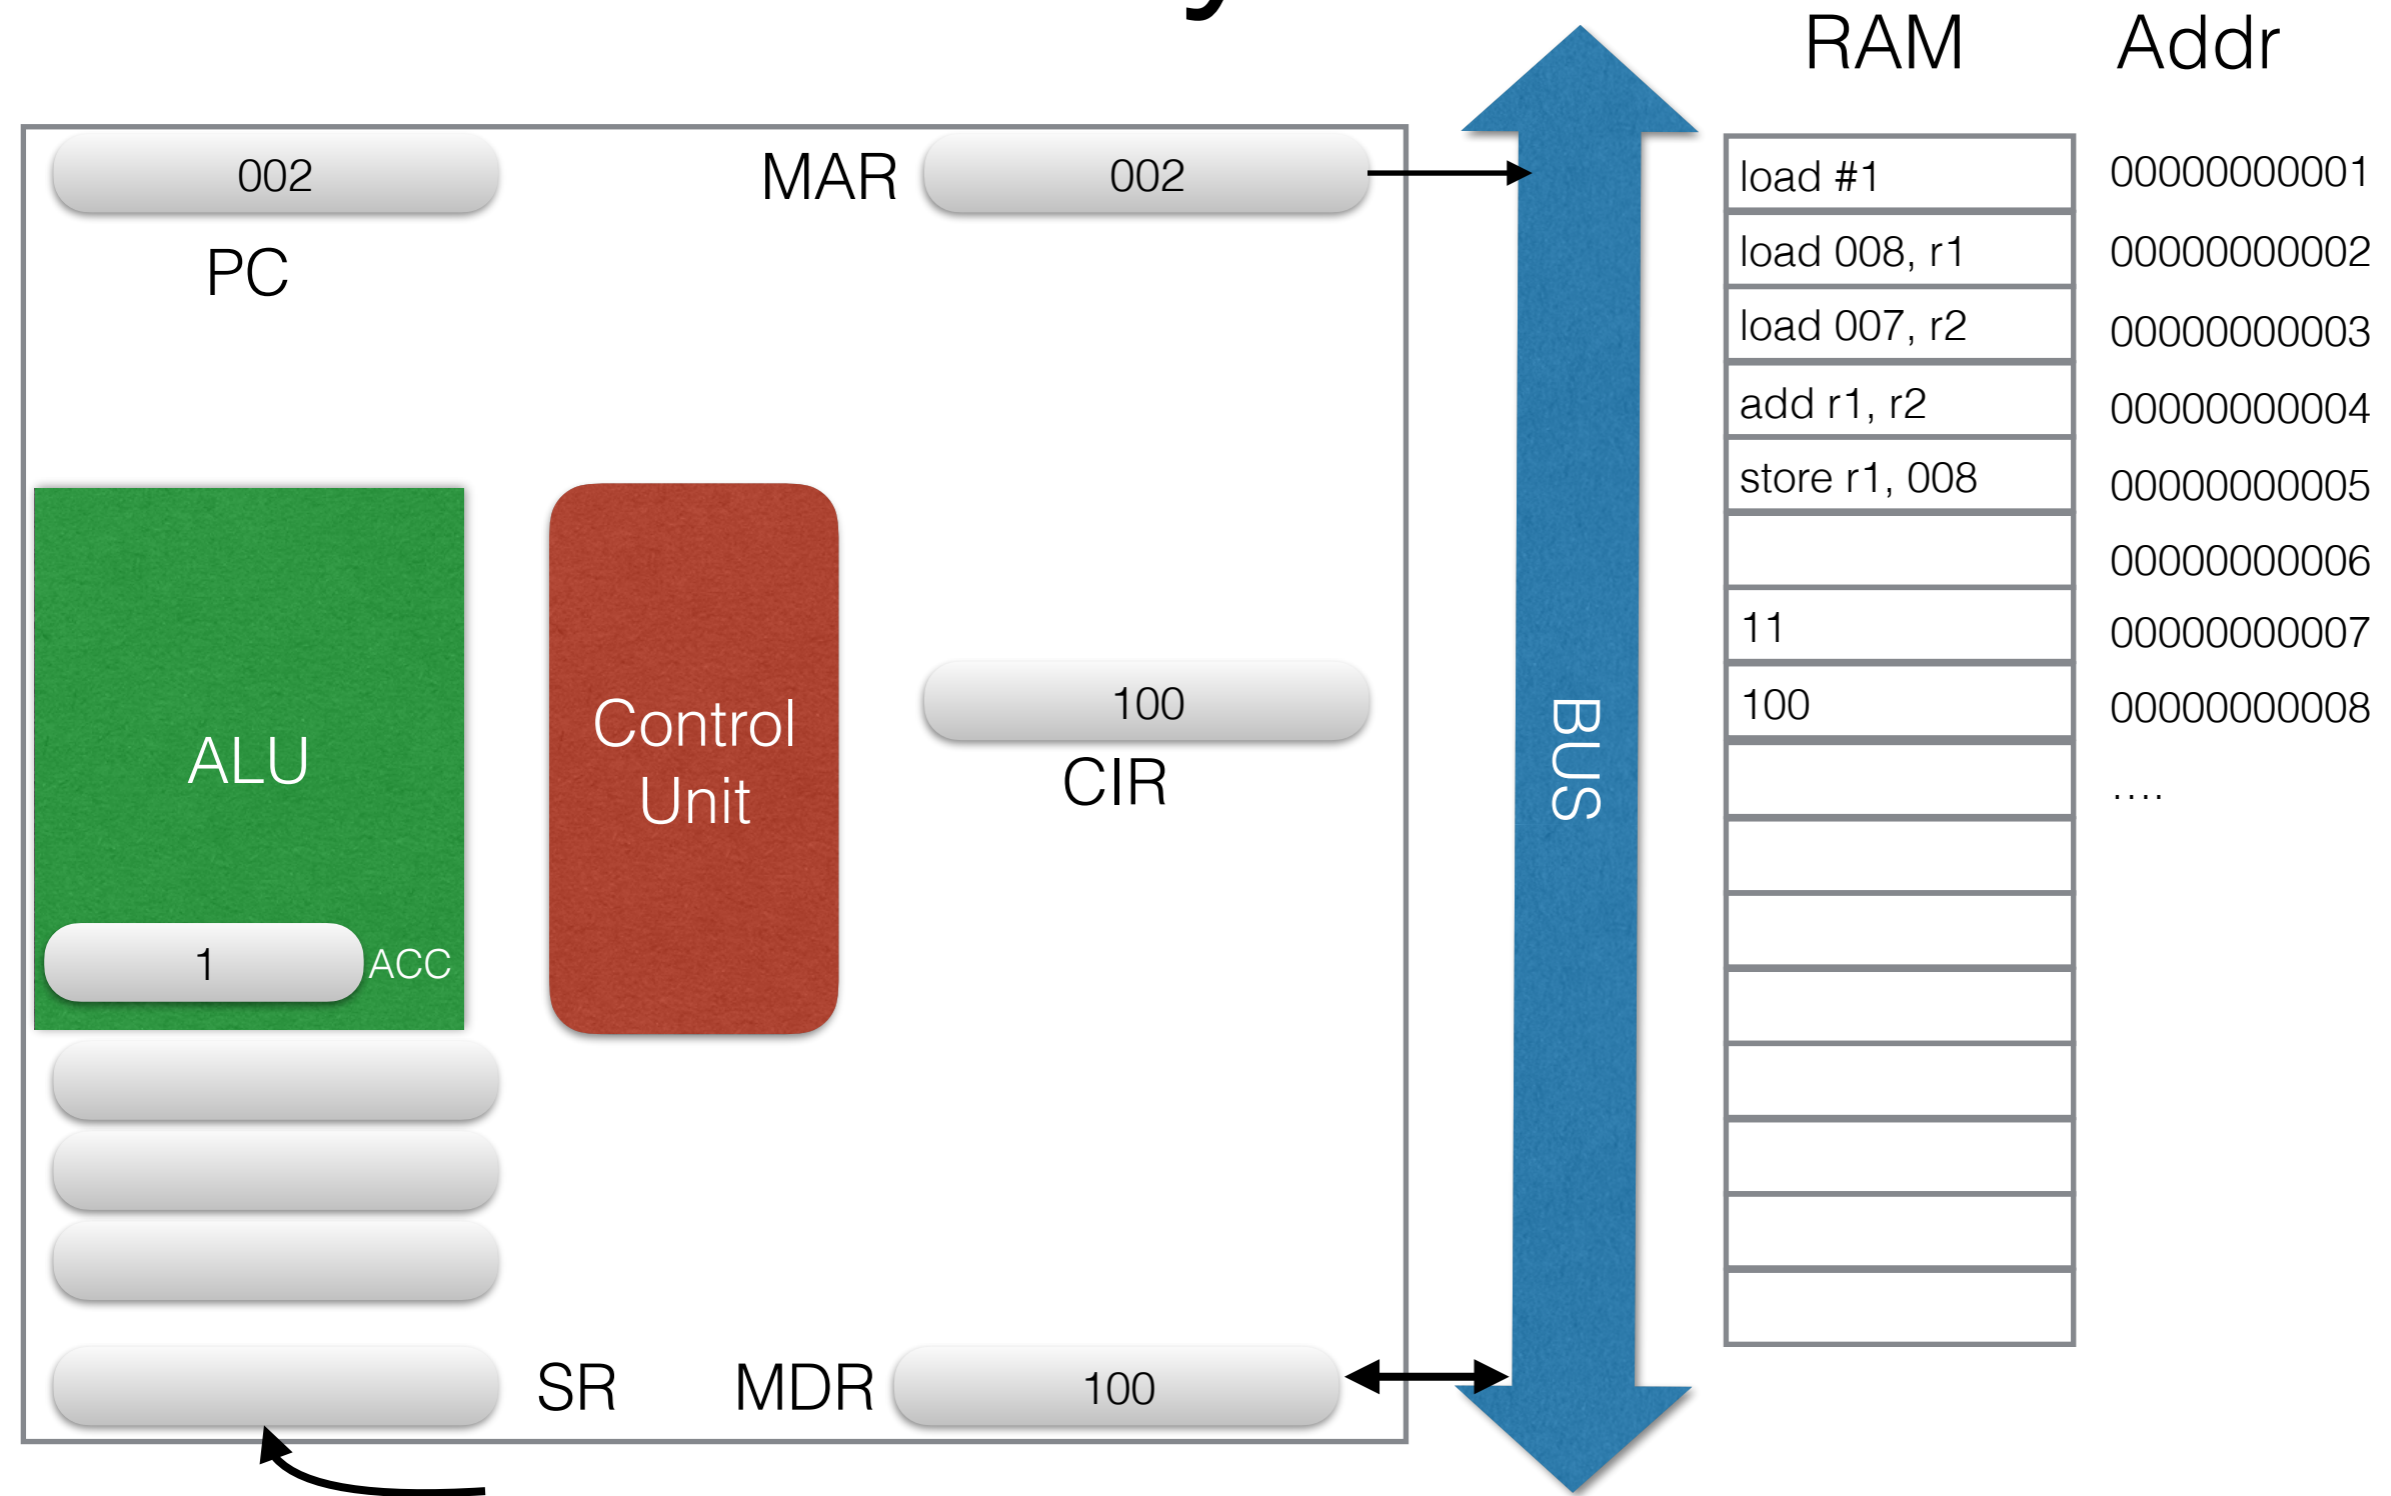 y
RAM Addr
002
PC
MAR 002
ALU
1 ACC
Control
Unit
100
CIR
SR
MDR 100
BUS
load #1 00000000001
load 008, r1 00000000002
load 007, r2 00000000003
add r1, r2 00000000004
store r1, 008 00000000005
00000000006
11 00000000007
100 00000000008
....